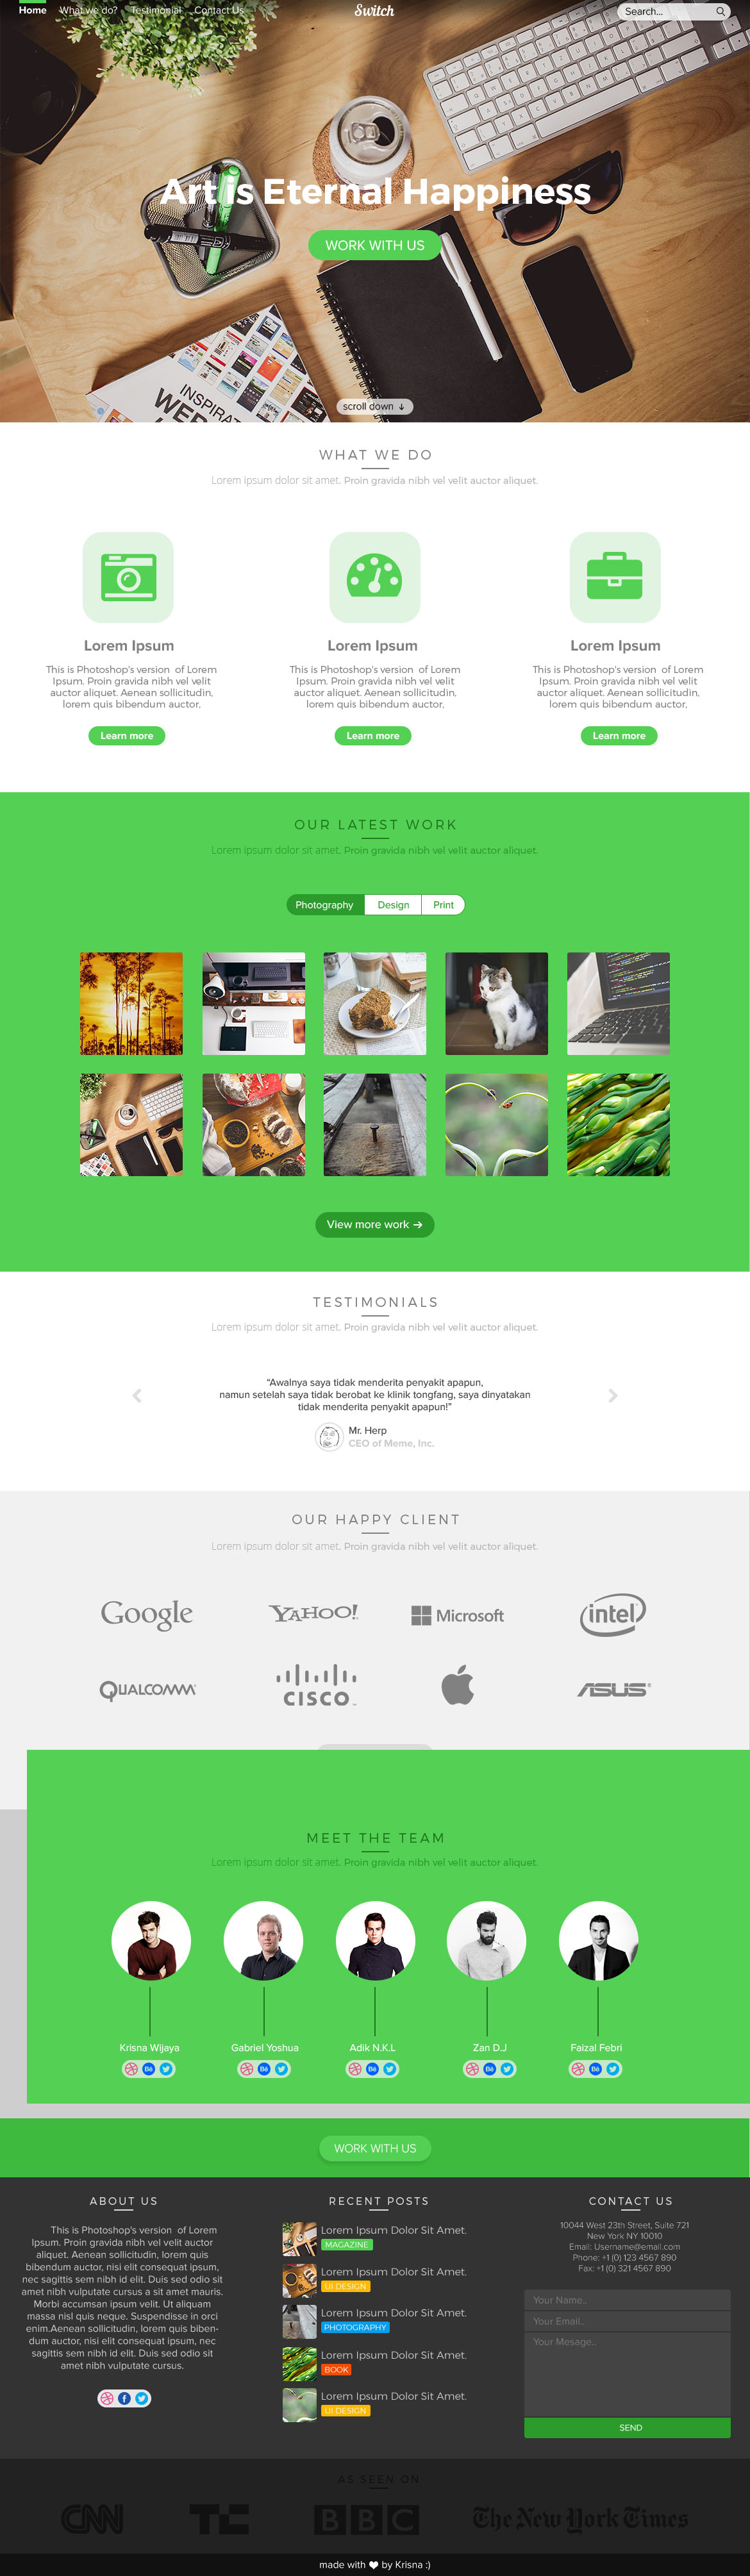 Home What we do? Testimonial Contact Us
Switch
Search...
Art is Eternal Happiness
WORK WITH US
INSPIRAT
WEB
scroll down ↓
WHAT WE DO
Lorem ipsum dolor sit amet. Proin gravida nibh vel velit auctor aliquet.
Lorem Ipsum
This is Photoshop's version of Lorem
Ipsum. Proin gravida nibh vel velit
auctor aliquet. Aenean sollicitudin,
lorem quis bibendum auctor,
Learn more
Lorem Ipsum
This is Photoshop's version of Lorem
Ipsum. Proin gravida nibh vel velit
auctor aliquet. Aenean sollicitudin,
lorem quis bibendum auctor,
Learn more
Lorem Ipsum
This is Photoshop's version of Lorem
Ipsum. Proin gravida nibh vel velit
auctor aliquet. Aenean sollicitudin,
lorem quis bibendum auctor,
Learn more
OUR LATEST WORK
Lorem ipsum dolor sit amet. Proin gravida nibh vel velit auctor aliquet.
Photography Design Print
View more work →
TESTIMONIALS
Lorem ipsum dolor sit amet. Proin gravida nibh vel velit auctor aliquet.
“Awalnya saya tidak menderita penyakit apapun,
namun setelah saya tidak berobat ke klinik tongfang, saya dinyatakan
tidak menderita penyakit apapun!”
Mr. Herp
CEO of Meme, Inc.
OUR HAPPY CLIENT
Lorem ipsum dolor sit amet. Proin gravida nibh vel velit auctor aliquet.
Google YAHOO! Microsoft intel
QUALCOMM CISCO ASUS
MEET THE TEAM
Lorem ipsum dolor sit amet. Proin gravida nibh vel velit auctor aliquet.
Krisna Wijaya Gabriel Yoshua Adik N.K.L Zan D.J Faizal Febri
Bē Bē Bē Bē Bē
WORK WITH US
ABOUT US
This is Photoshop's version of Lorem
Ipsum. Proin gravida nibh vel velit auctor
aliquet. Aenean sollicitudin, lorem quis
bibendum auctor, nisi elit consequat ipsum,
nec sagittis sem nibh id elit. Duis sed odio sit
amet nibh vulputate cursus a sit amet mauris.
Morbi accumsan ipsum velit. Ut aliquam
massa nisl quis neque. Suspendisse in orci
enim.Aenean sollicitudin, lorem quis biben-
dum auctor, nisi elit consequat ipsum, nec
sagittis sem nibh id elit. Duis sed odio sit
amet nibh vulputate cursus.
RECENT POSTS
Lorem Ipsum Dolor Sit Amet.
MAGAZINE
Lorem Ipsum Dolor Sit Amet.
UI DESIGN
Lorem Ipsum Dolor Sit Amet.
PHOTOGRAPHY
Lorem Ipsum Dolor Sit Amet.
BOOK
Lorem Ipsum Dolor Sit Amet.
UI DESIGN
CONTACT US
10044 West 23th Street, Suite 721
New York NY 10010
Email: Username@email.com
Phone: +1 (0) 123 4567 890
Fax: +1 (0) 321 4567 890
Your Name..
Your Email..
Your Mesage..
SEND
AS SEEN ON
CNN TC BBC The New York Times
made with ♥ by Krisna :)